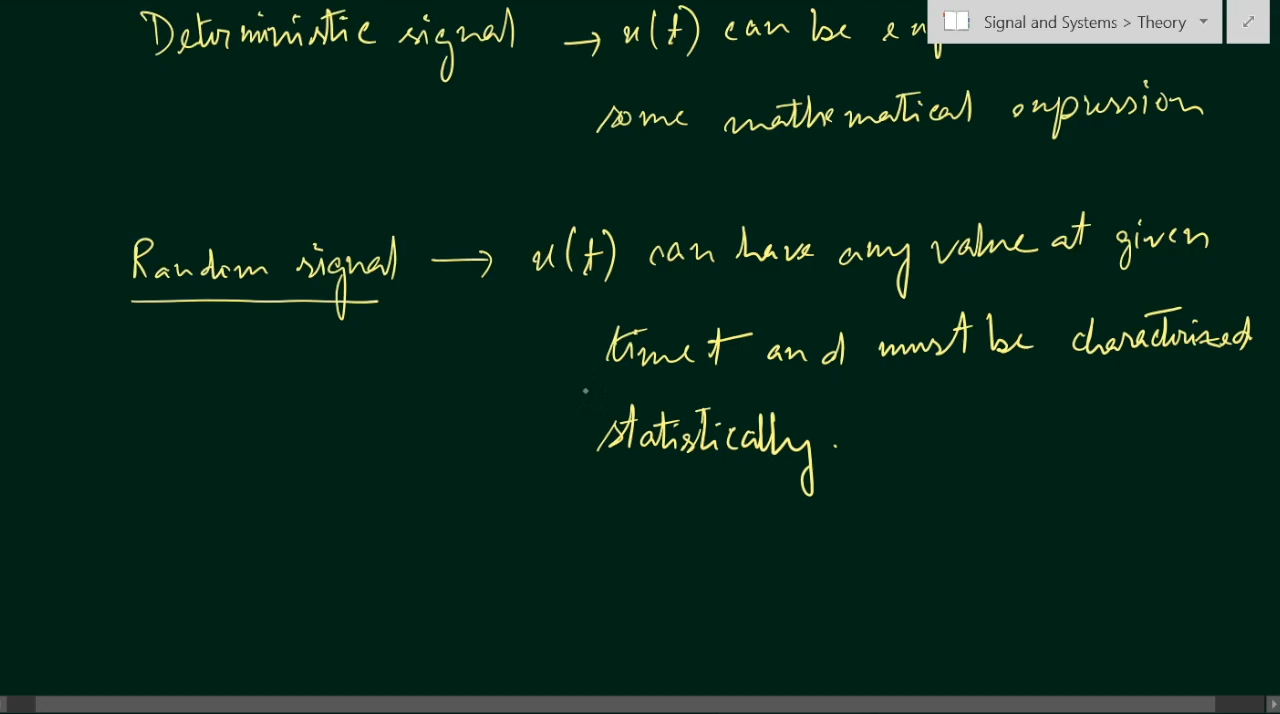 Signal and Systems > Theory
Deterministic signal → x(t) can be
some mathematical expression
Random signal → x(t) can have any value at given
time t and must be charactrized
statistically.